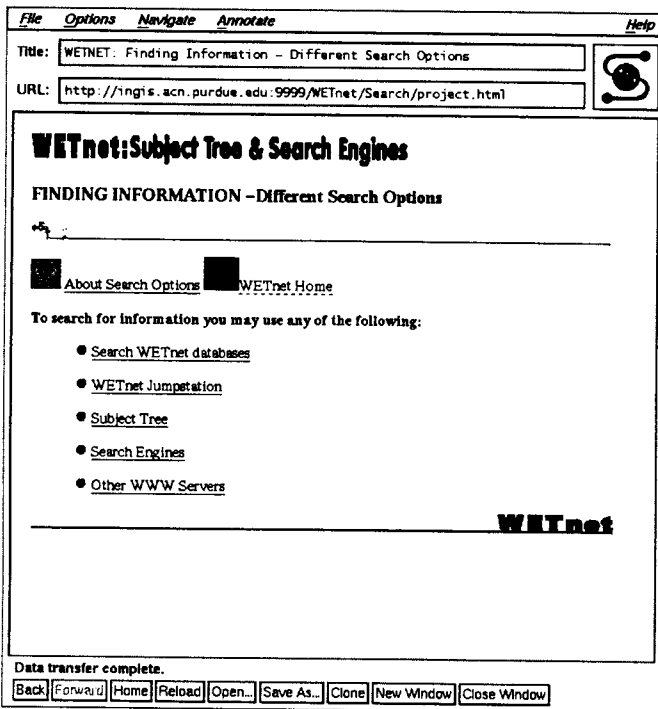 File Options Navigate Annotate Help
Title: WETNET: Finding Information - Different Search Options
URL: http://ingis.acn.purdue.edu:9999/WETnet/Search/project.html
WETnet:Subject Tree & Search Engines
FINDING INFORMATION -Different Search Options
About Search Options WETnet Home
To search for information you may use any of the following:
Search WETnet databases
WETnet Jumpstation
Subject Tree
Search Engines
Other WWW Servers
WETnet
Data transfer complete.
Back Forward Home Reload Open... Save As... Clone New Window Close Window